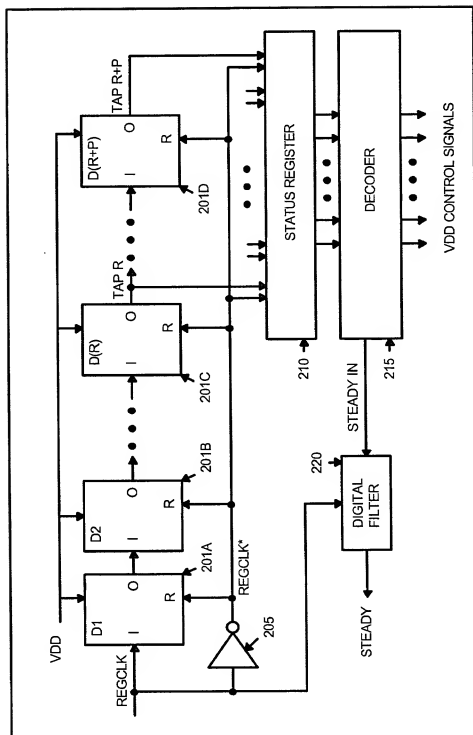 VDD
REGCLK
D1
I
O
R
201A
D2
I
O
R
201B
D(R)
I
O
R
201C
TAP R
D(R+P)
I
O
R
201D
TAP R+P
REGCLK*
205
STATUS REGISTER
210
DECODER
215
VDD CONTROL SIGNALS
STEADY IN
220
DIGITAL
FILTER
STEADY